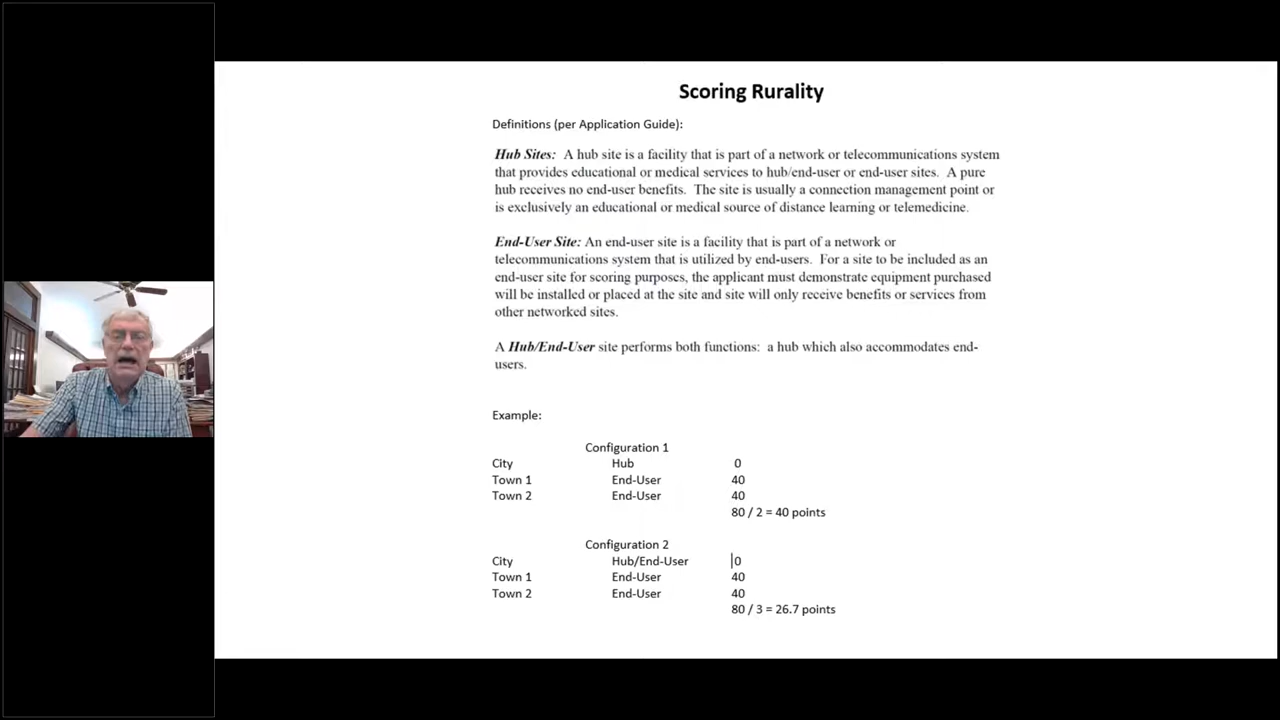 Scoring Rurality
Definitions (per Application Guide):
Hub Sites: A hub site is a facility that is part of a network or telecommunications system
that provides educational or medical services to hub/end-user or end-user sites. A pure
hub receives no end-user benefits. The site is usually a connection management point or
is exclusively an educational or medical source of distance learning or telemedicine.
End-User Site: An end-user site is a facility that is part of a network or
telecommunications system that is utilized by end-users. For a site to be included as an
end-user site for scoring purposes, the applicant must demonstrate equipment purchased
will be installed or placed at the site and site will only receive benefits or services from
other networked sites.
A Hub/End-User site performs both functions: a hub which also accommodates end-
users.
Example:
Configuration 1
City Hub 0
Town 1 End-User 40
Town 2 End-User 40
80 / 2 = 40 points
Configuration 2
City Hub/End-User 0
Town 1 End-User 40
Town 2 End-User 40
80 / 3 = 26.7 points